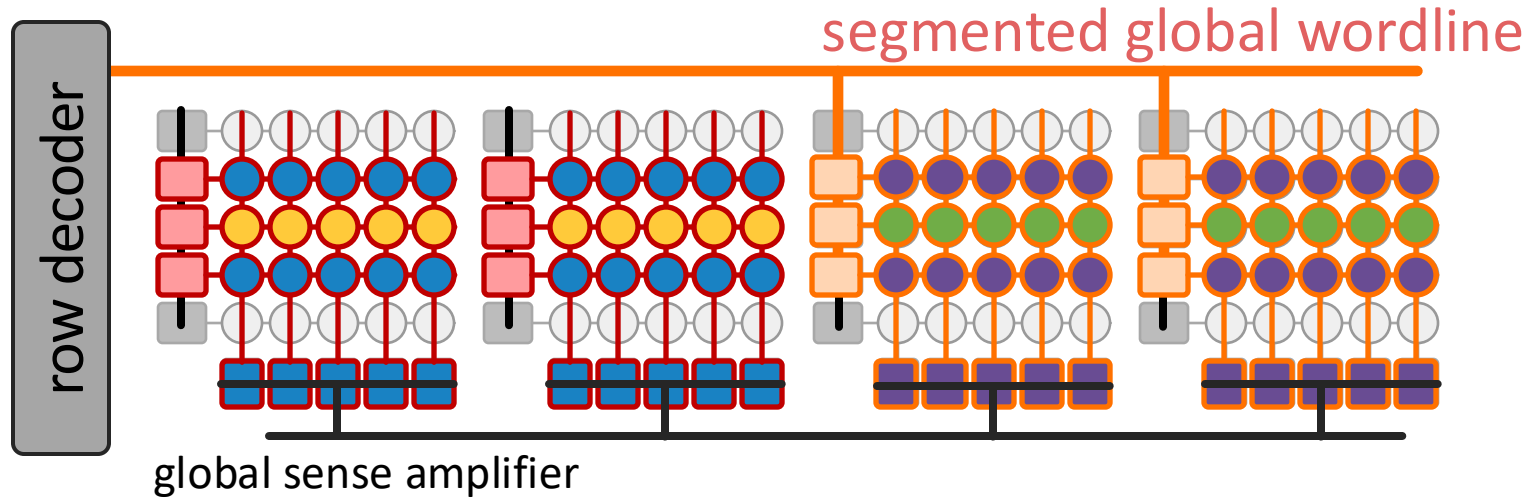 segmented global wordline
row decoder
global sense amplifier